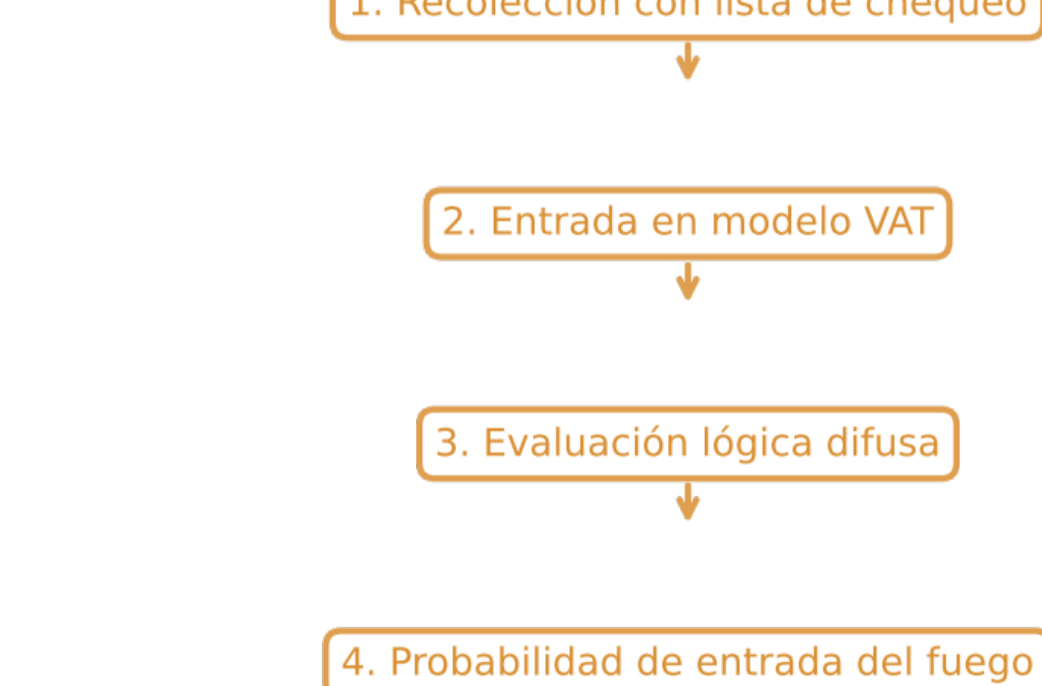 1. Recolección con lista de chequeo
2. Entrada en modelo VAT
3. Evaluación lógica difusa
4. Probabilidad de entrada del fuego